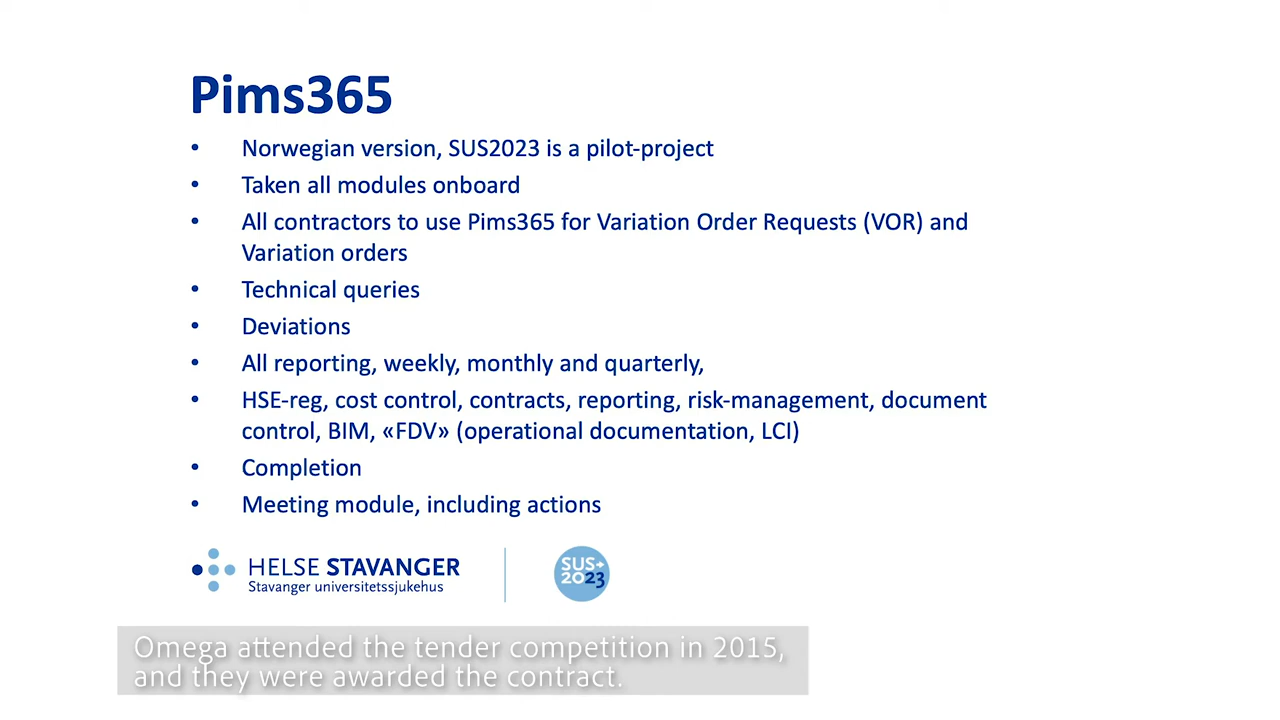 Pims365
• Norwegian version, SUS2023 is a pilot-project
• Taken all modules onboard
• All contractors to use Pims365 for Variation Order Requests (VOR) and
Variation orders
• Technical queries
• Deviations
• All reporting, weekly, monthly and quarterly,
• HSE-reg, cost control, contracts, reporting, risk-management, document
control, BIM, «FDV» (operational documentation, LCI)
• Completion
• Meeting module, including actions
HELSE STAVANGER
Stavanger universitetssjukehus
SUS
2023
Omega attended the tender competition in 2015,
and they were awarded the contract.